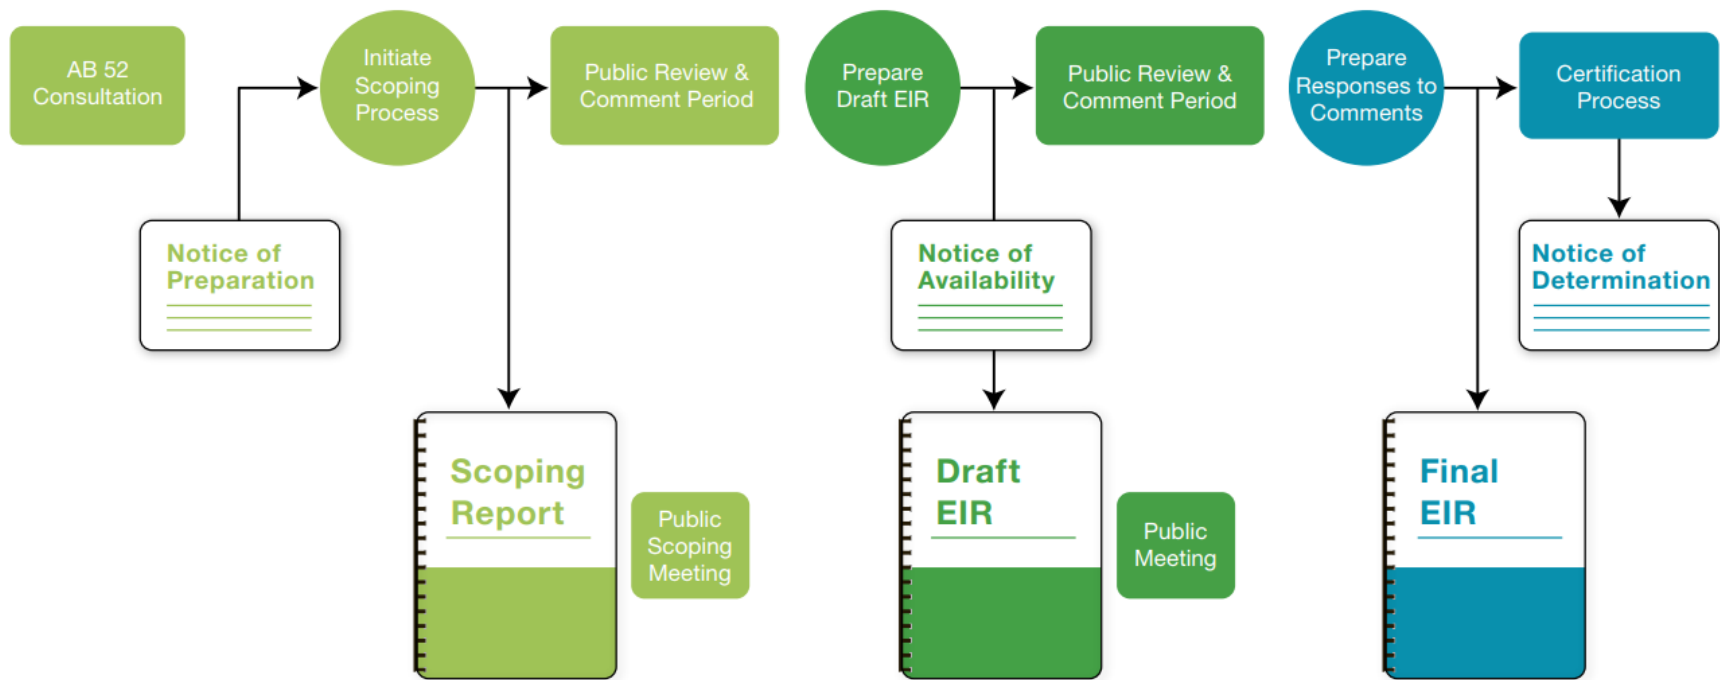 AB 52
Consultation
Initiate
Scoping
Process
Public Review &
Comment Period
Notice of
Preparation
Scoping
Report
Public
Scoping
Meeting
Prepare
Draft EIR
Public Review &
Comment Period
Notice of
Availability
Draft
EIR
Public
Meeting
Prepare
Responses to
Comments
Certification
Process
Notice of
Determination
Final
EIR